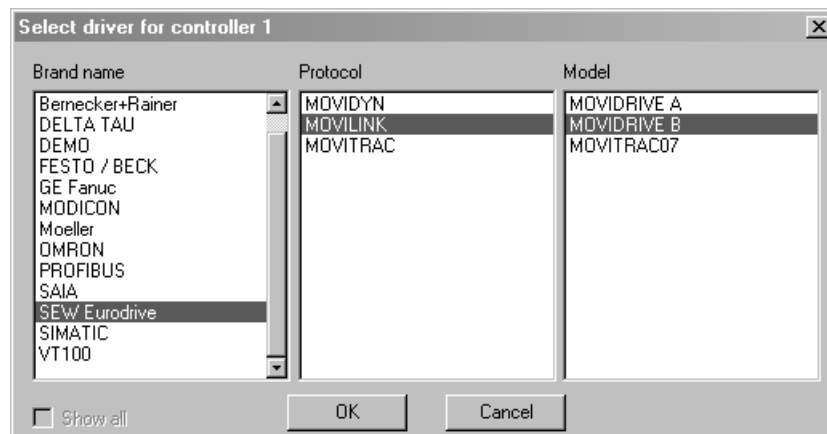 Select driver for controller 1
Brand name
Protocol
Model
Bernecker+Rainer
DELTA TAU
DEMO
FESTO / BECK
GE Fanuc
MODICON
Moeller
OMRON
PROFIBUS
SAIA
SEW Eurodrive
SIMATIC
VT100
MOVIDYN
MOVILINK
MOVITRAC
MOVIDRIVE A
MOVIDRIVE B
MOVITRAC07
Show all
OK
Cancel